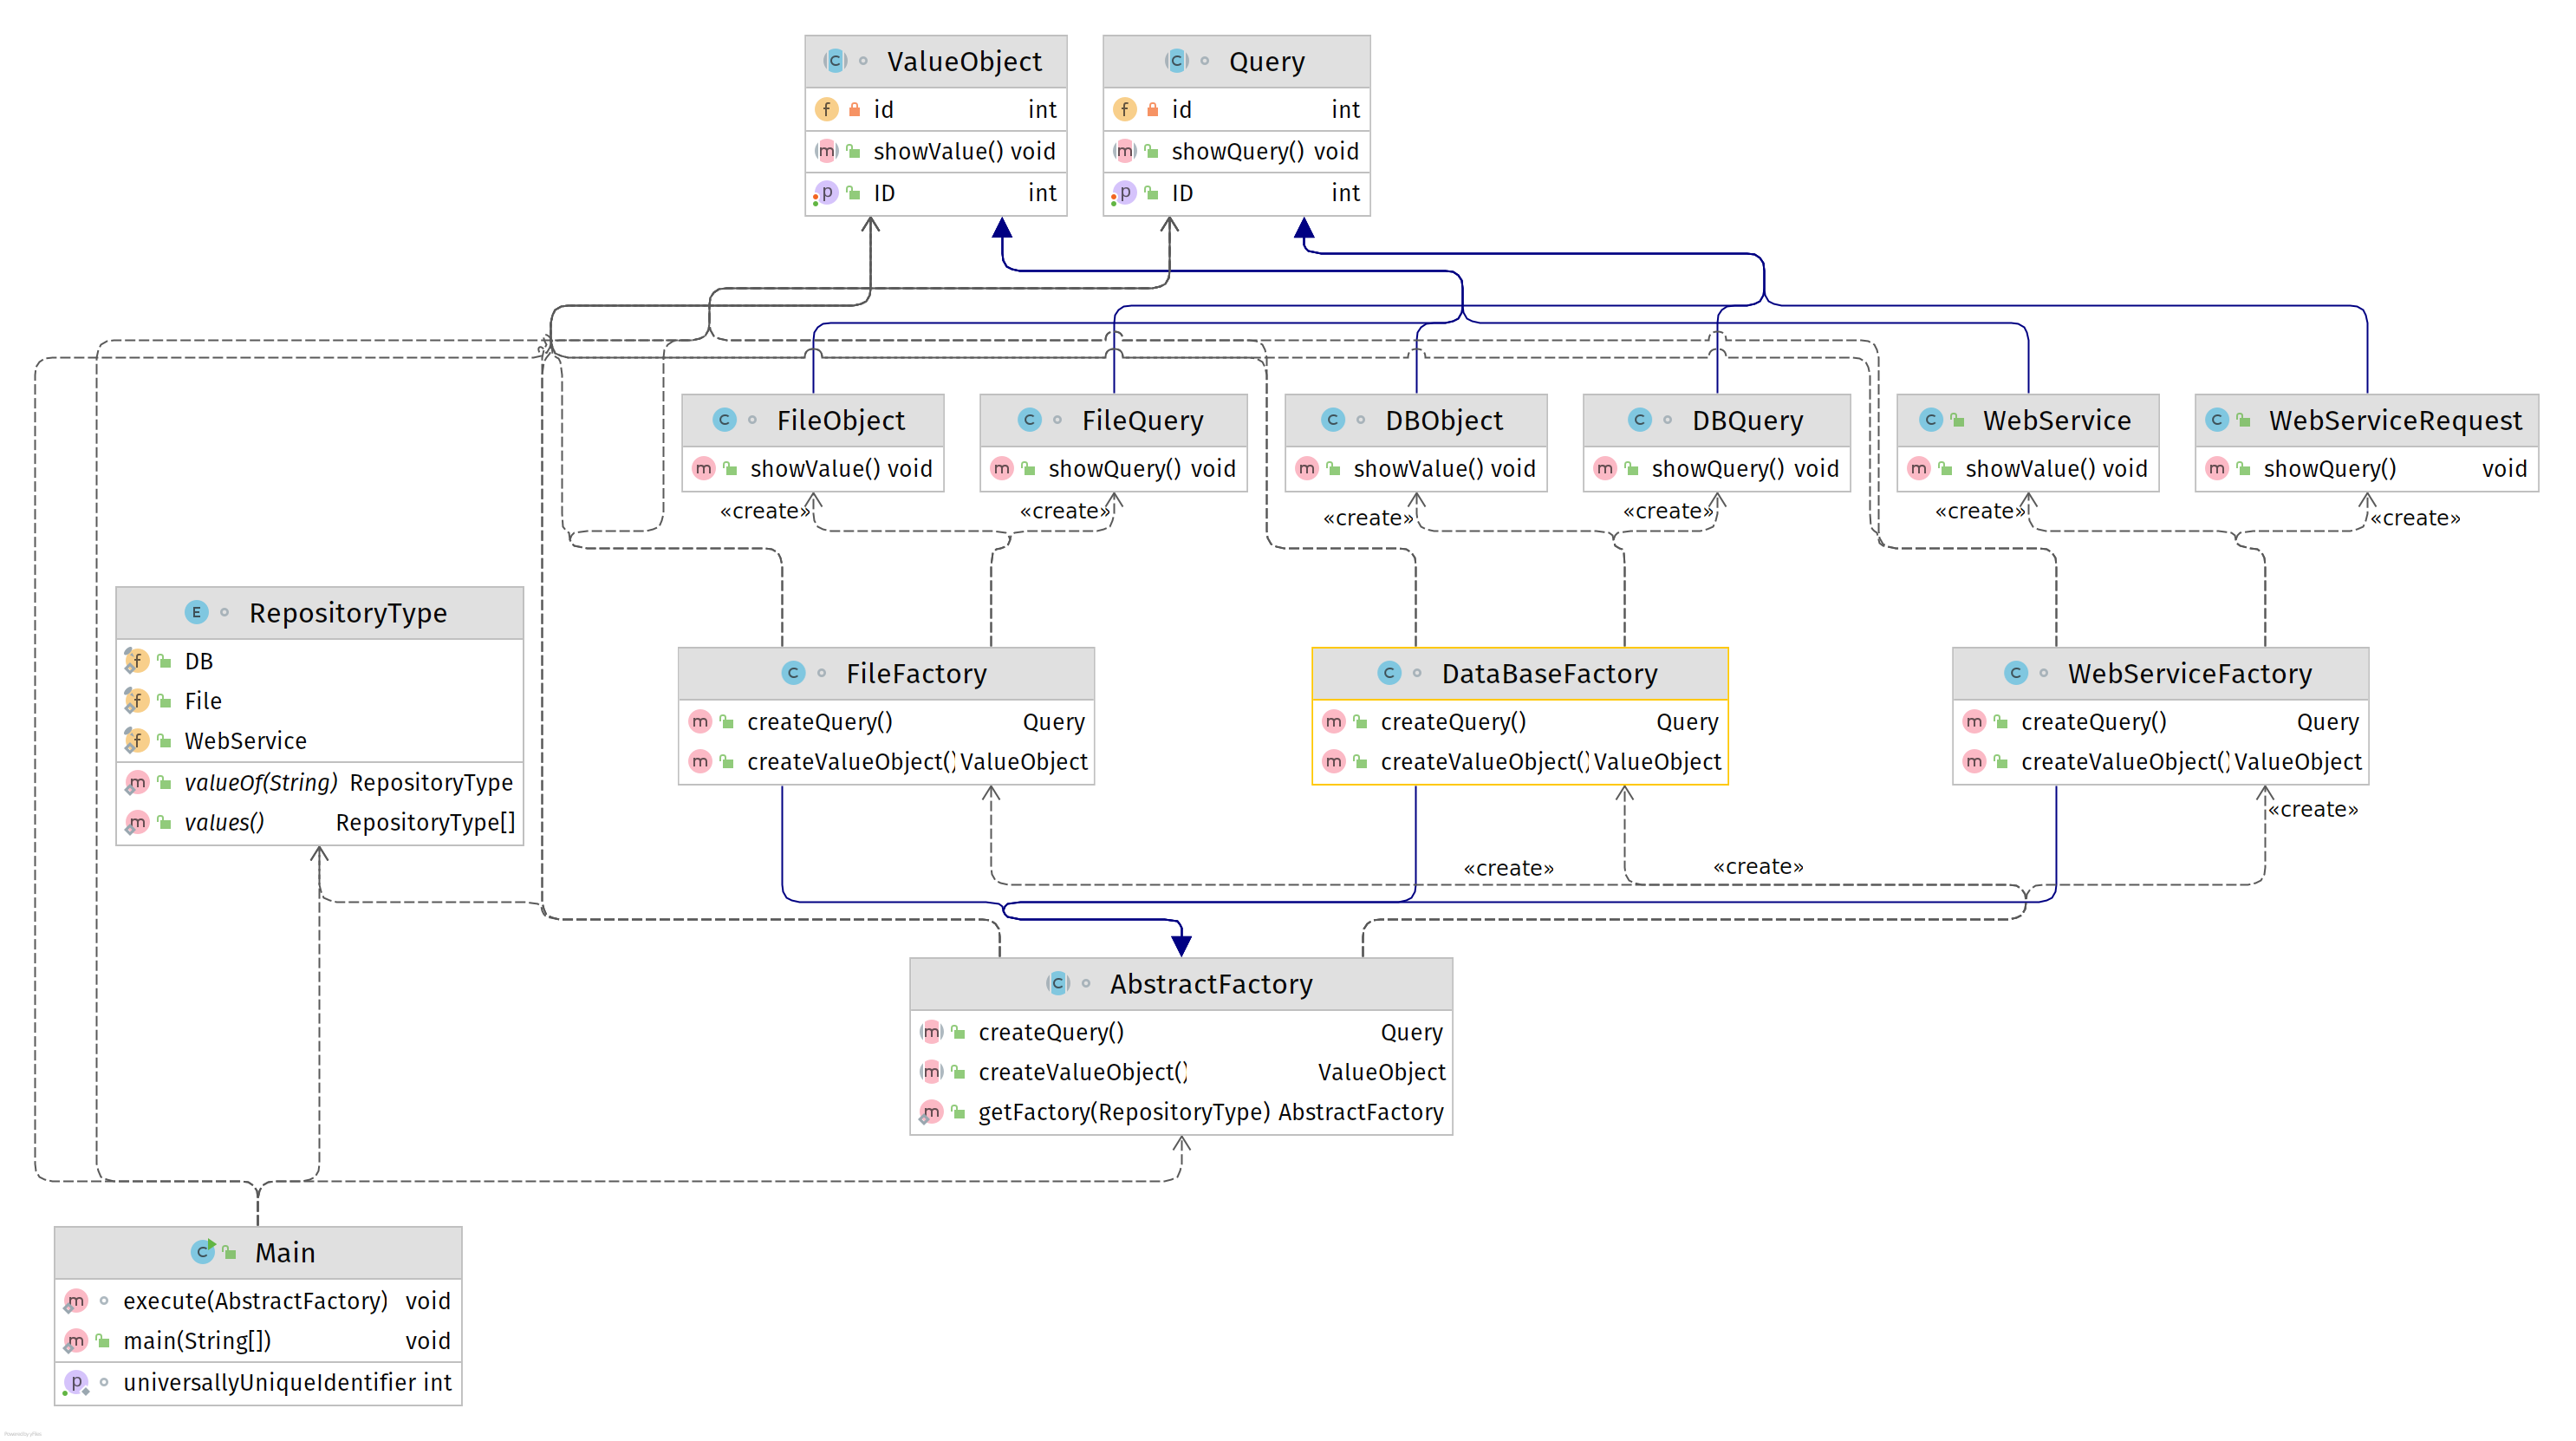 ValueObject
id int
showValue() void
ID int
Query
id int
showQuery() void
ID int
FileObject
showValue() void
FileQuery
showQuery() void
DBObject
showValue() void
DBQuery
showQuery() void
WebService
showValue() void
WebServiceRequest
showQuery() void
«create»
«create»
«create»
«create»
«create»
«create»
RepositoryType
DB
File
WebService
valueOf(String) RepositoryType
values() RepositoryType[]
FileFactory
createQuery() Query
createValueObject() ValueObject
DataBaseFactory
createQuery() Query
createValueObject() ValueObject
WebServiceFactory
createQuery() Query
createValueObject() ValueObject
«create»
«create»
«create»
AbstractFactory
createQuery() Query
createValueObject() ValueObject
getFactory(RepositoryType) AbstractFactory
Main
execute(AbstractFactory) void
main(String[]) void
universallyUniqueIdentifier int
Powered by yFiles